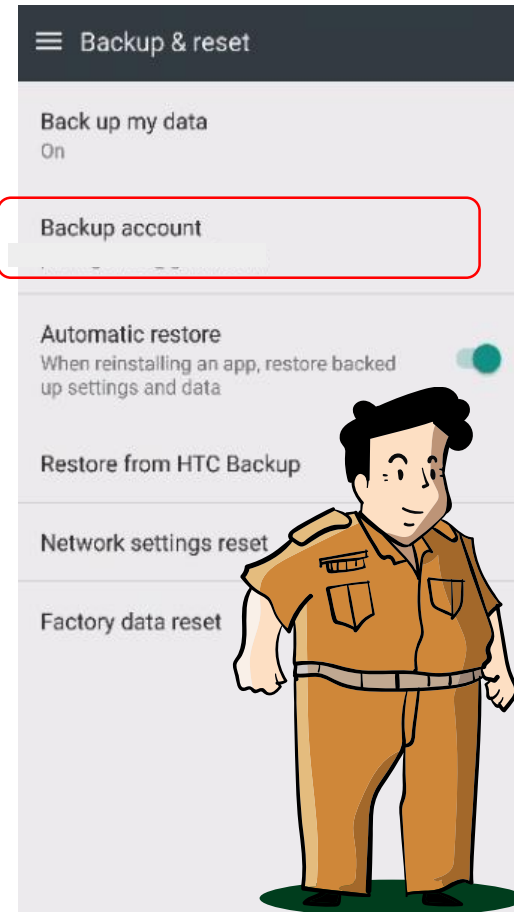 Backup & reset
Back up my data
On
Backup account
Automatic restore
When reinstalling an app, restore backed
up settings and data
Restore from HTC Backup
Network settings reset
Factory data reset